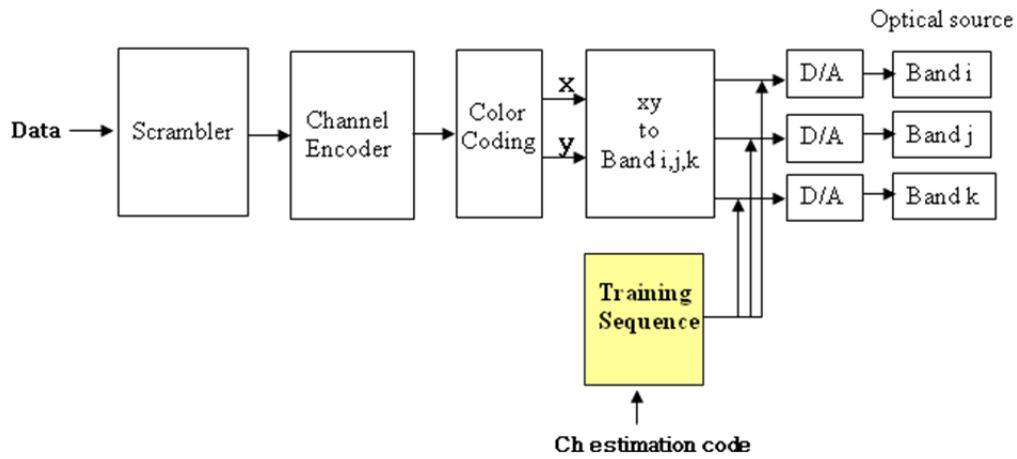 Optical source
Data
Scrambler
Channel
Encoder
Color
Coding
x
y
xy
to
Band i,j,k
D/A
Band i
D/A
Band j
D/A
Band k
Training
Sequence
Ch estimation code